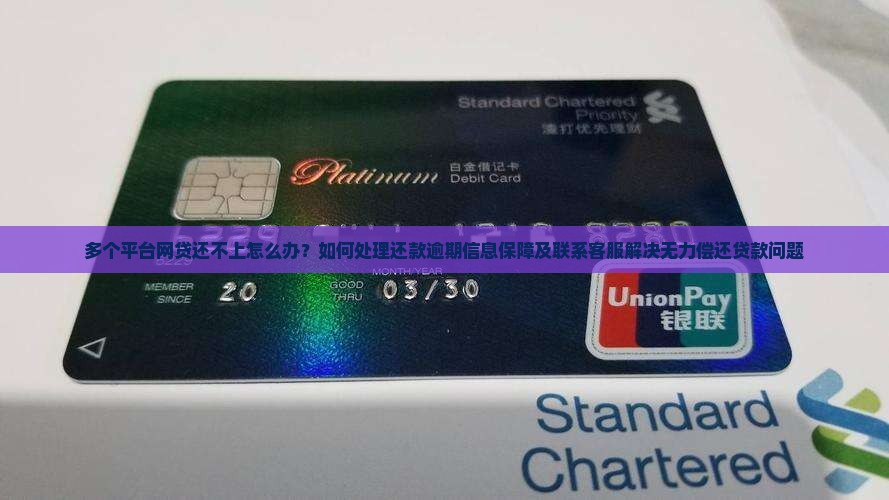 Standard Chartered
Priority
渣打优先理财
Platinum 白金借记卡
Debit Card
多个平台网贷还不上怎么办？如何处理还款逾期信息保障及联系客服解决无力偿还贷款问题
MONTH/YEAR
MEMBER SINCE 20 GOOD THRU 03/30
UnionPay
银联
Standard
Chartered